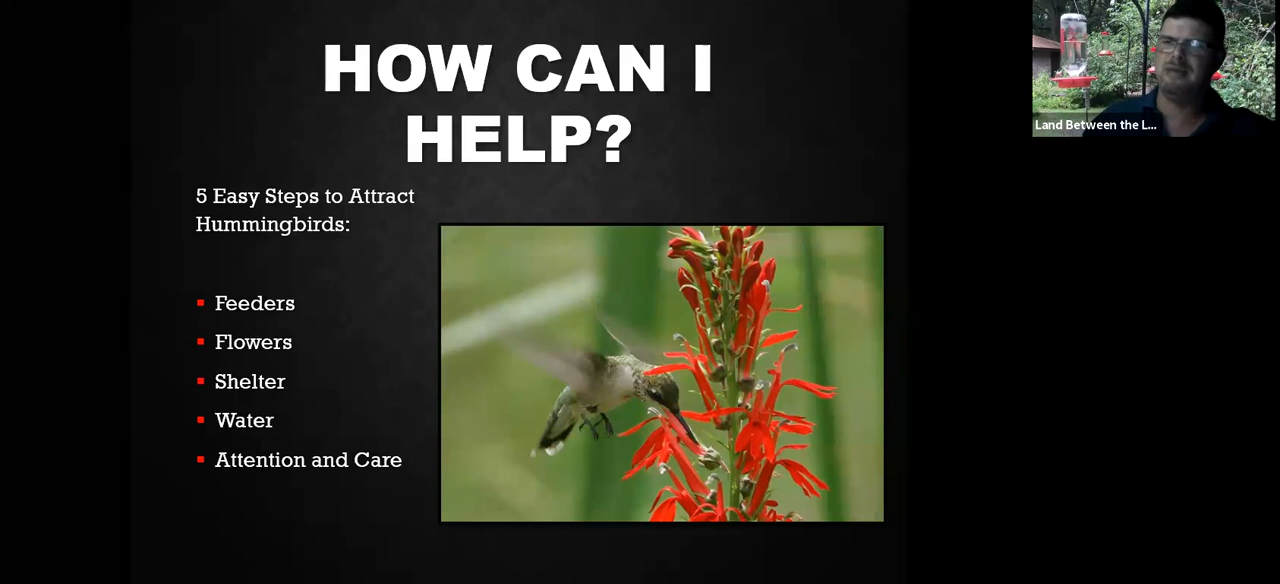 HOW CAN I
HELP?
5 Easy Steps to Attract
Hummingbirds:
Feeders
Flowers
Shelter
Water
Attention and Care
Land Between the L...